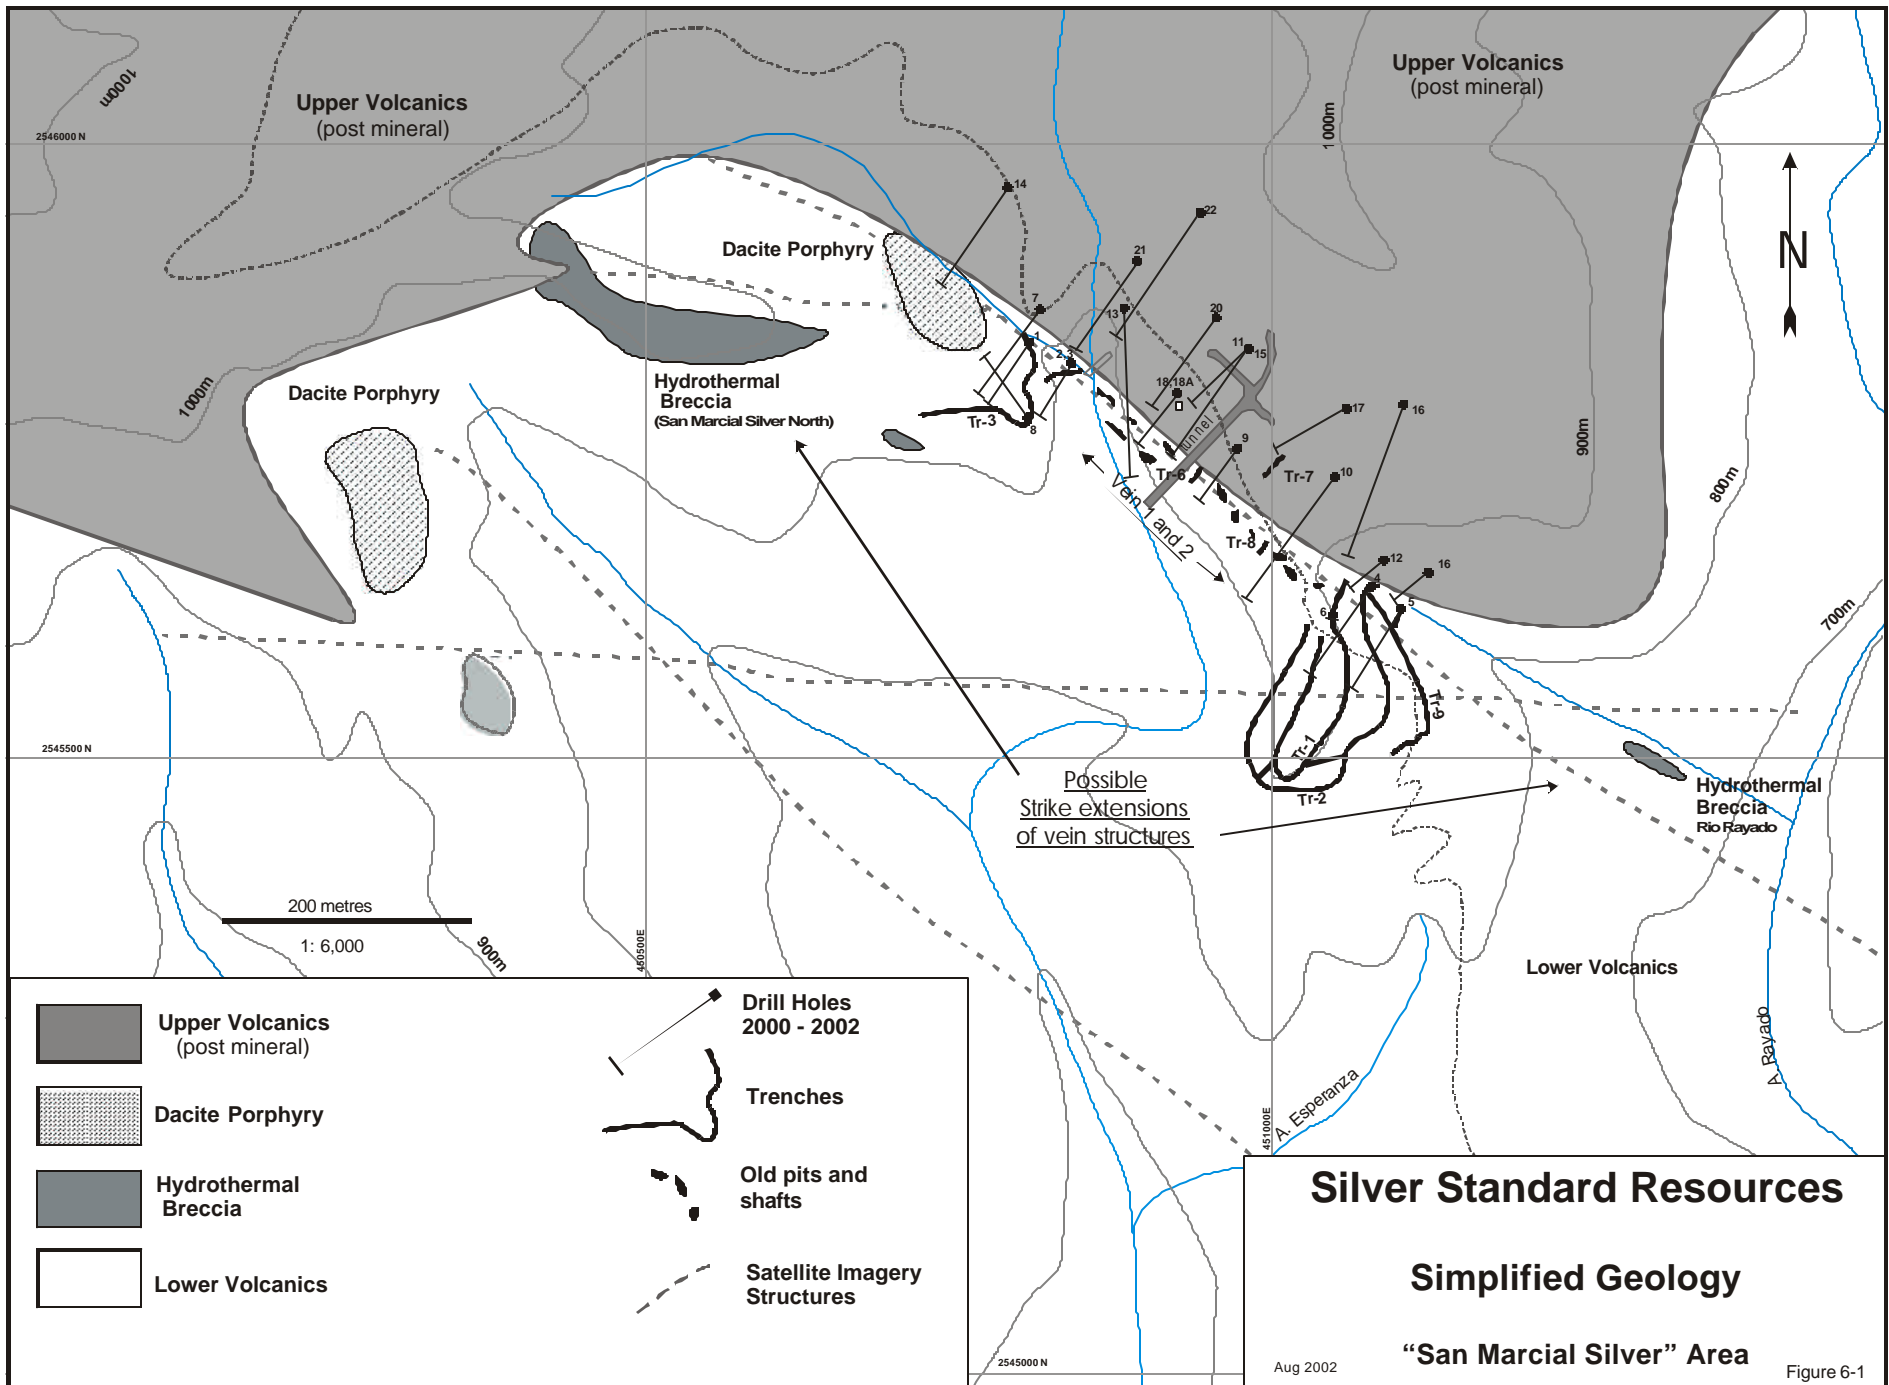 Upper Volcanics
(post mineral)
Upper Volcanics
(post mineral)
1000m
1000m
2546000 N
N
14
22
21
Dacite Porphyry
7
13
20
1
2,3
11
15
18,18A
Hydrothermal
Breccia
(San Marcial Silver North)
Dacite Porphyry
1000m
Tr-3
8
17
16
9
Tunnel
Tr-6
Tr-7
10
900m
800m
Vein 1 and 2
Tr-8
12
16
4
5
6
700m
Tr-9
Tr-1
Tr-2
2545500 N
Possible
Strike extensions
of vein structures
Hydrothermal
Breccia
Rio Rayado
200 metres
1: 6,000
900m
450500E
Lower Volcanics
A. Rayado
A. Esperanza
451000E
Upper Volcanics
(post mineral)
Dacite Porphyry
Hydrothermal
Breccia
Lower Volcanics
Drill Holes
2000 - 2002
Trenches
Old pits and
shafts
Satellite Imagery
Structures
2545000 N
Silver Standard Resources
Simplified Geology
“San Marcial Silver” Area
Aug 2002
Figure 6-1